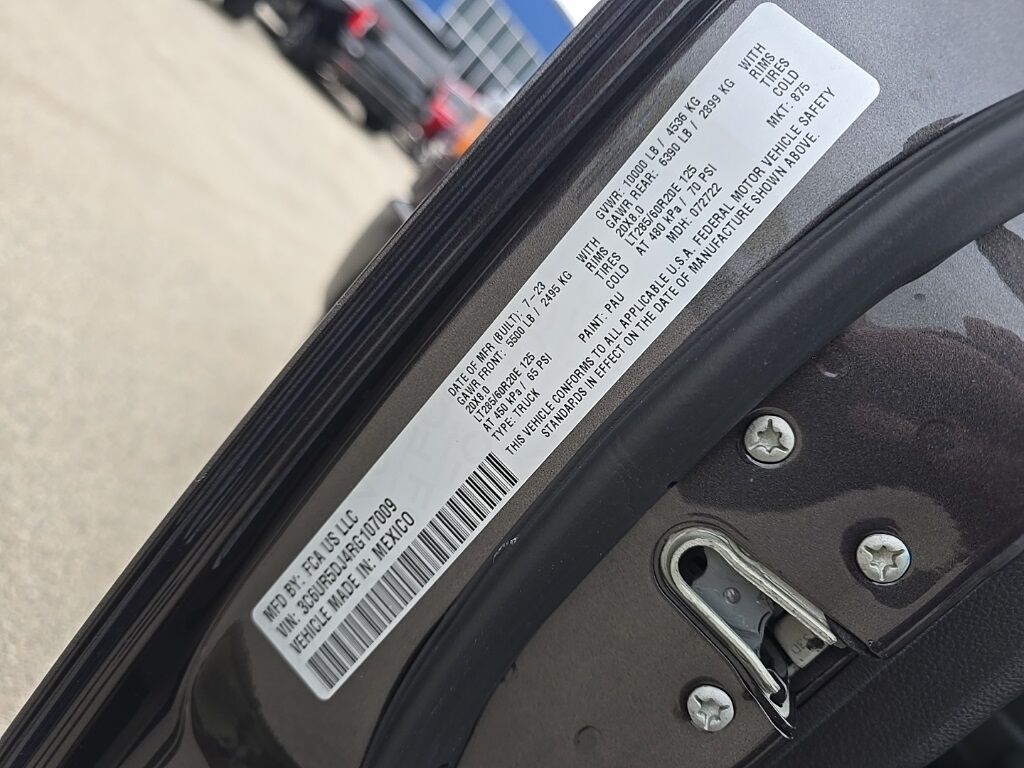 MFD BY: FCA US LLC
VIN: 3C6UR5DJ4RG107009
VEHICLE MADE IN: MEXICO
DATE OF MFR (BUILT): 7-23
GAWR FRONT: 5500 LB / 2495 KG WITH
20X8.0 RIMS
LT285/60R20E 125 TIRES
AT 450 kPa / 65 PSI COLD
TYPE: TRUCK PAINT: PAU
GVWR: 10000 LB / 4536 KG
GAWR REAR: 6390 LB / 2899 KG WITH
20X8.0 RIMS
LT285/60R20E 125 TIRES
AT 480 kPa / 70 PSI COLD
MDH: 072722 MKT: 875
THIS VEHICLE CONFORMS TO ALL APPLICABLE U.S.A. FEDERAL MOTOR VEHICLE SAFETY
STANDARDS IN EFFECT ON THE DATE OF MANUFACTURE SHOWN ABOVE.